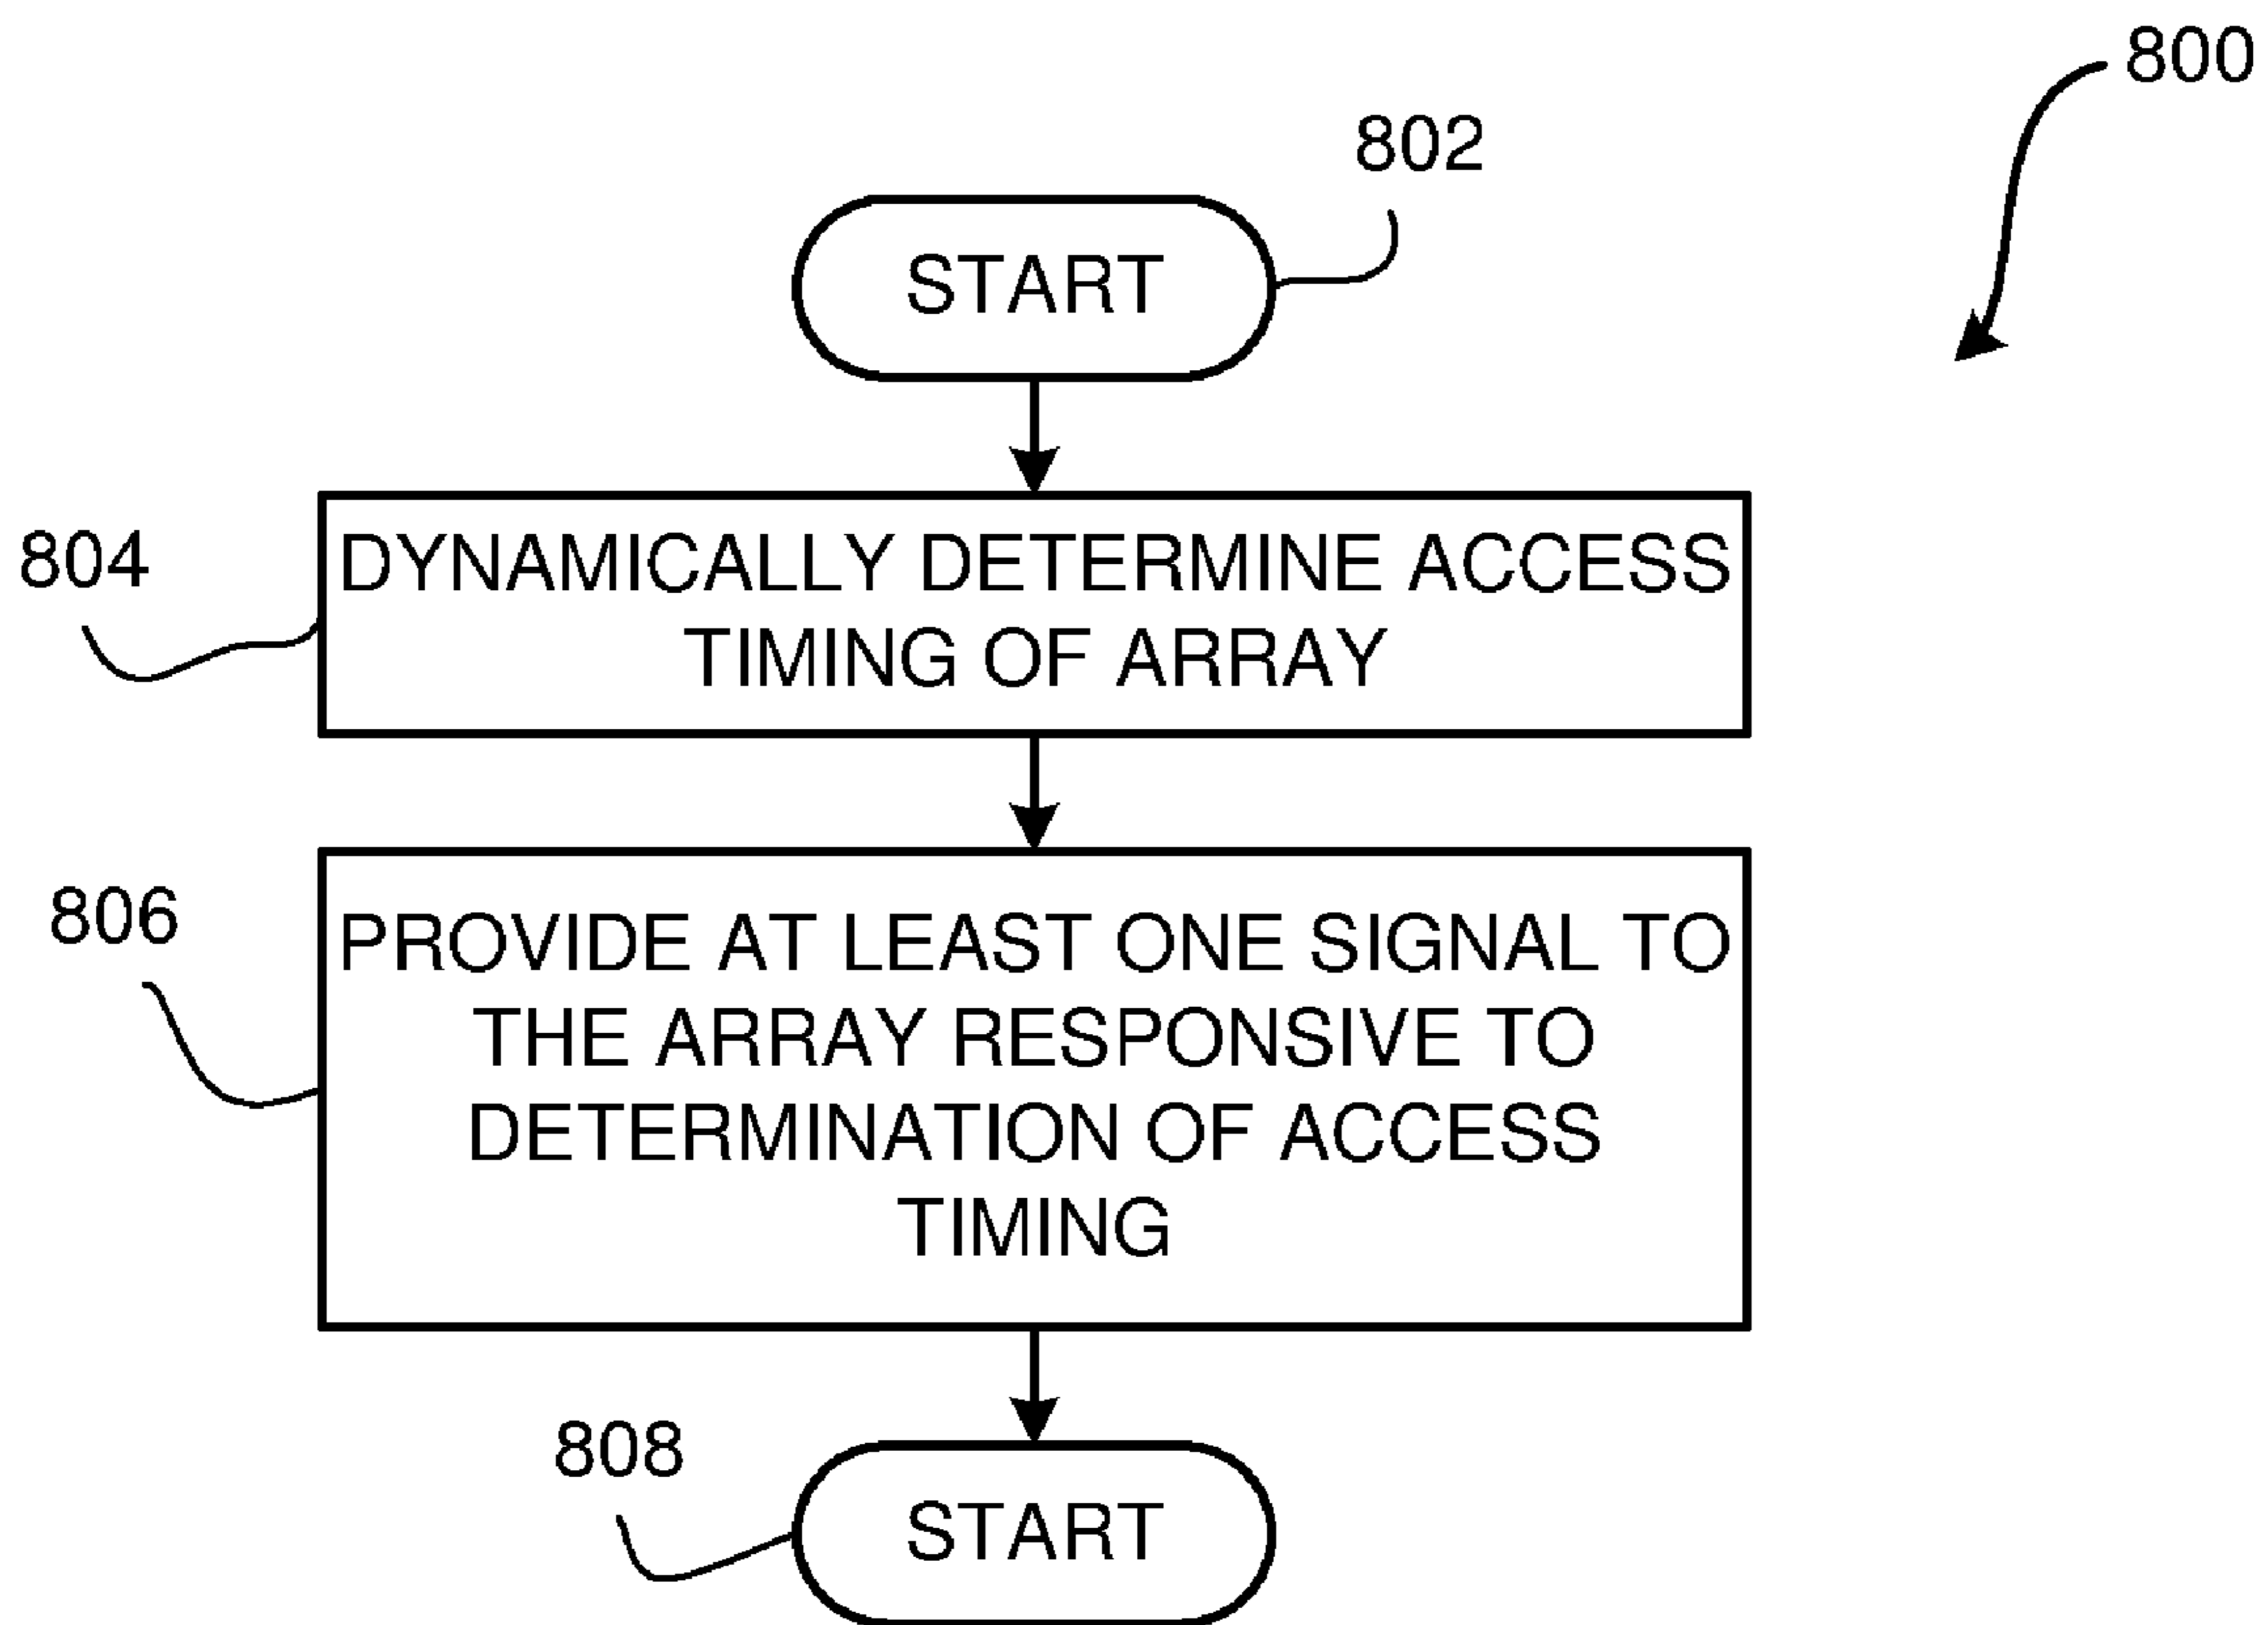 800
802
START
804
DYNAMICALLY DETERMINE ACCESS
TIMING OF ARRAY
806
PROVIDE AT LEAST ONE SIGNAL TO
THE ARRAY RESPONSIVE TO
DETERMINATION OF ACCESS
TIMING
808
START